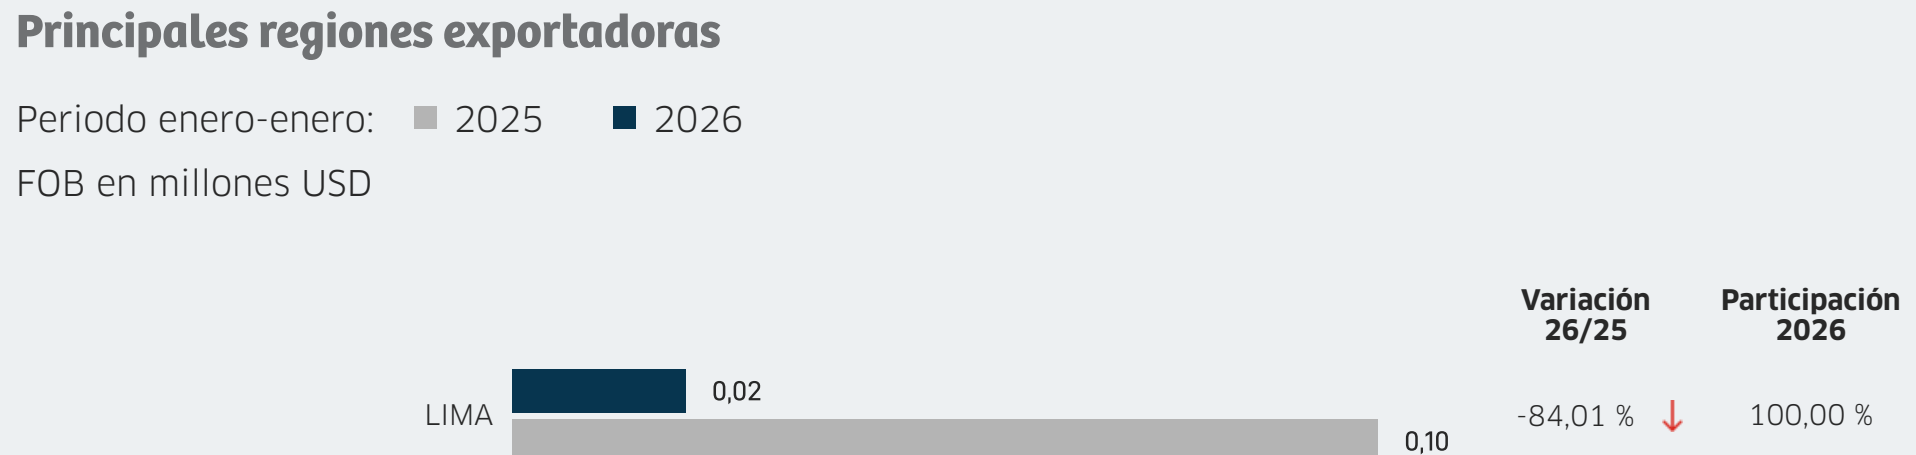 Principales regiones exportadoras
Periodo enero-enero: 2025 2026
FOB en millones USD
Variación 26/25
Participación 2026
LIMA
0,02
0,10
-84,01 %
100,00 %